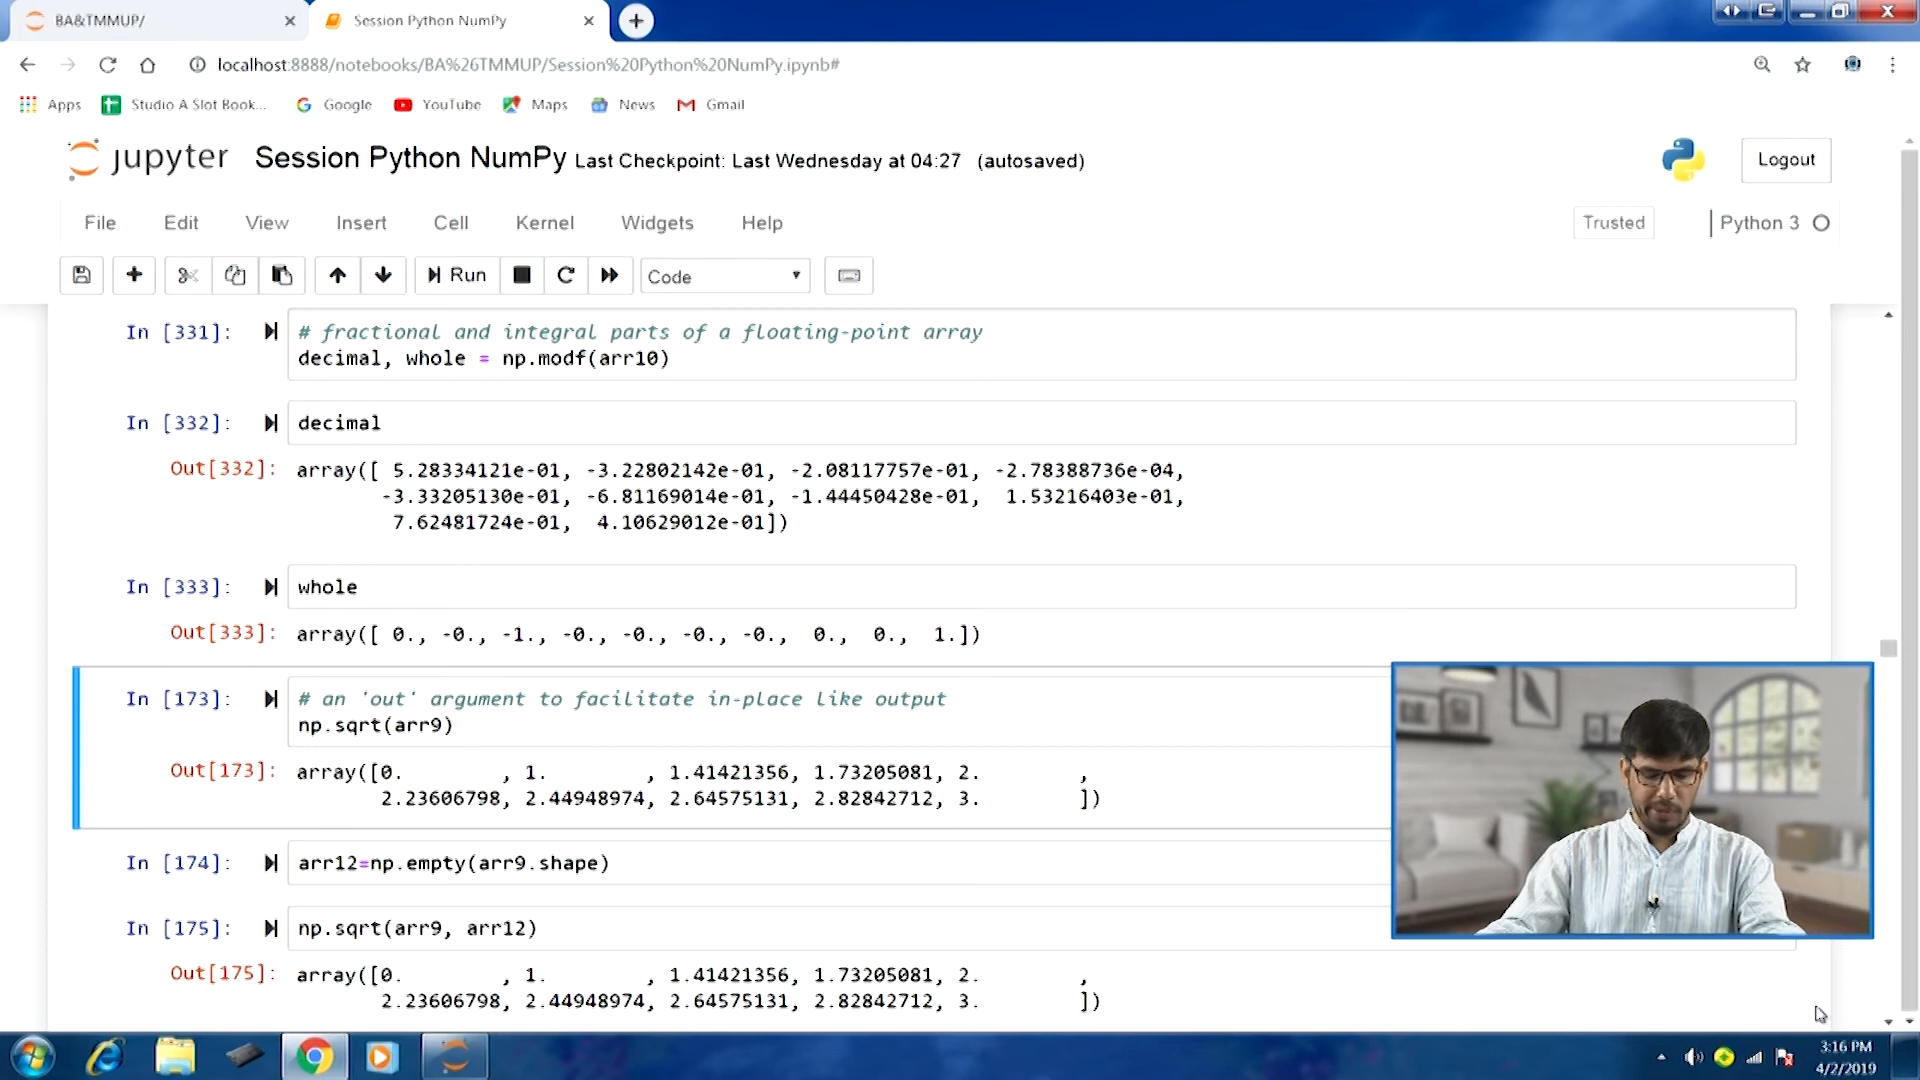 BA&TMMUP/
Session Python NumPy
localhost:8888/notebooks/BA%26TMMUP/Session%20Python%20NumPy.ipynb#
Apps Studio A Slot Book... Google YouTube Maps News Gmail
jupyter Session Python NumPy Last Checkpoint: Last Wednesday at 04:27 (autosaved)
Logout
File Edit View Insert Cell Kernel Widgets Help
Trusted Python 3
Run Code
In [331]: # fractional and integral parts of a floating-point array
decimal, whole = np.modf(arr10)
In [332]: decimal
Out[332]: array([ 5.28334121e-01, -3.22802142e-01, -2.08117757e-01, -2.78388736e-04,
-3.33205130e-01, -6.81169014e-01, -1.44450428e-01, 1.53216403e-01,
7.62481724e-01, 4.10629012e-01])
In [333]: whole
Out[333]: array([ 0., -0., -1., -0., -0., -0., -0., 0., 0., 1.])
In [173]: # an 'out' argument to facilitate in-place like output
np.sqrt(arr9)
Out[173]: array([0. , 1. , 1.41421356, 1.73205081, 2. ,
2.23606798, 2.44948974, 2.64575131, 2.82842712, 3. ])
In [174]: arr12=np.empty(arr9.shape)
In [175]: np.sqrt(arr9, arr12)
Out[175]: array([0. , 1. , 1.41421356, 1.73205081, 2. ,
2.23606798, 2.44948974, 2.64575131, 2.82842712, 3. ])
3:16 PM
4/2/2019